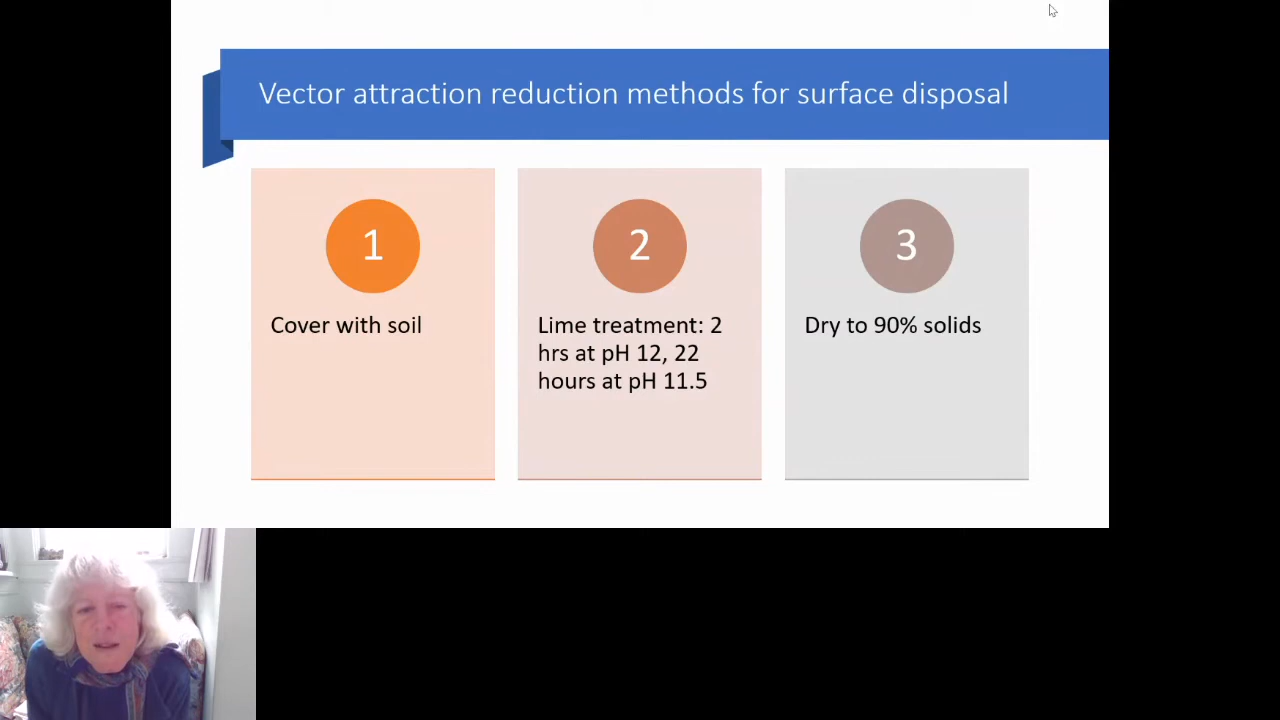 Vector attraction reduction methods for surface disposal
1
Cover with soil
2
Lime treatment: 2
hrs at pH 12, 22
hours at pH 11.5
3
Dry to 90% solids